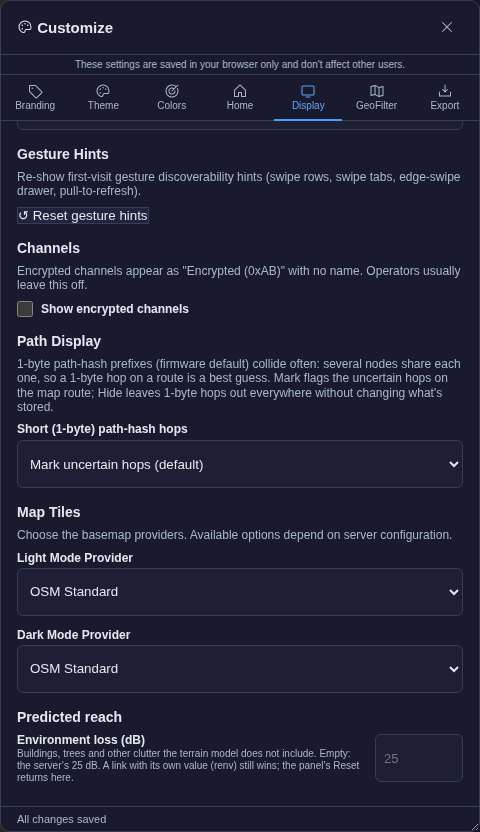 Customize
These settings are saved in your browser only and don't affect other users.
Branding
Theme
Colors
Home
Display
GeoFilter
Export
Gesture Hints
Re-show first-visit gesture discoverability hints (swipe rows, swipe tabs, edge-swipe
drawer, pull-to-refresh).
↺ Reset gesture hints
Channels
Encrypted channels appear as "Encrypted (0xAB)" with no name. Operators usually
leave this off.
Show encrypted channels
Path Display
1-byte path-hash prefixes (firmware default) collide often: several nodes share each
one, so a 1-byte hop on a route is a best guess. Mark flags the uncertain hops on
the map route; Hide leaves 1-byte hops out everywhere without changing what's
stored.
Short (1-byte) path-hash hops
Mark uncertain hops (default)
Map Tiles
Choose the basemap providers. Available options depend on server configuration.
Light Mode Provider
OSM Standard
Dark Mode Provider
OSM Standard
Predicted reach
Environment loss (dB)
Buildings, trees and other clutter the terrain model does not include. Empty:
the server's 25 dB. A link with its own value (renv) still wins; the panel's Reset
returns here.
25
All changes saved